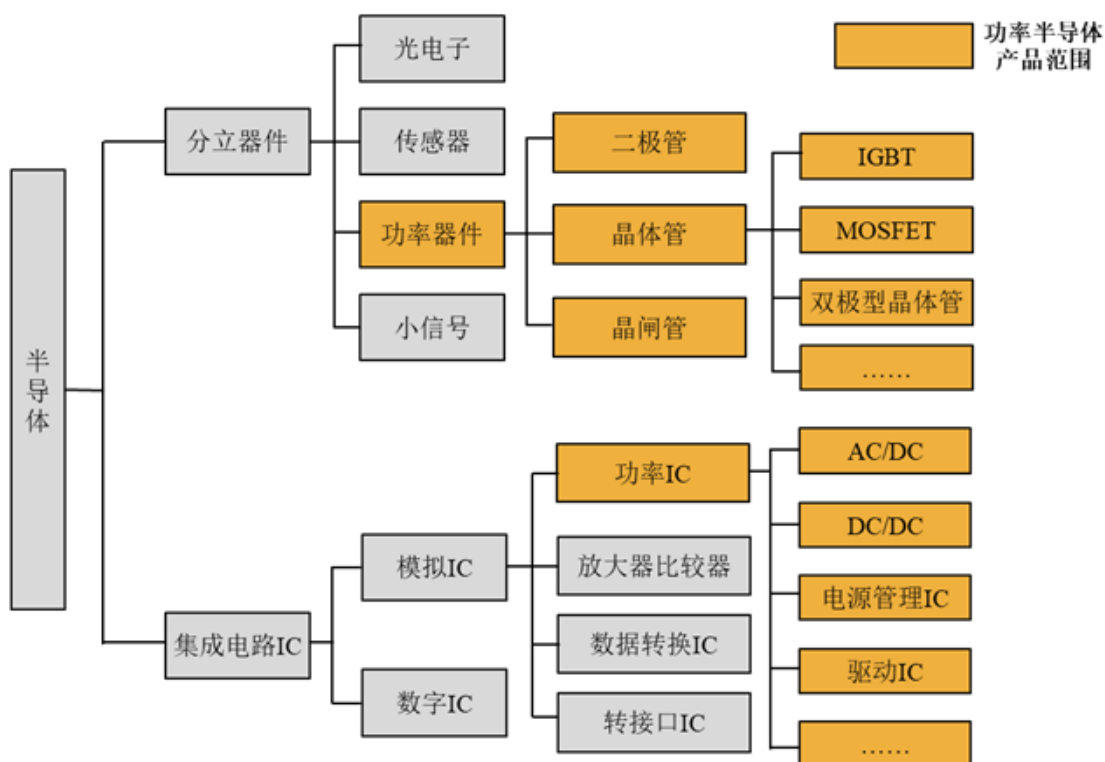 功率半导体
产品范围
光电子
分立器件
传感器
二极管
IGBT
功率器件
晶体管
MOSFET
双极型晶体管
小信号
晶闸管
……
半导体
功率IC
AC/DC
DC/DC
模拟IC
放大器比较器
电源管理IC
集成电路IC
数据转换IC
驱动IC
数字IC
转接口IC
……